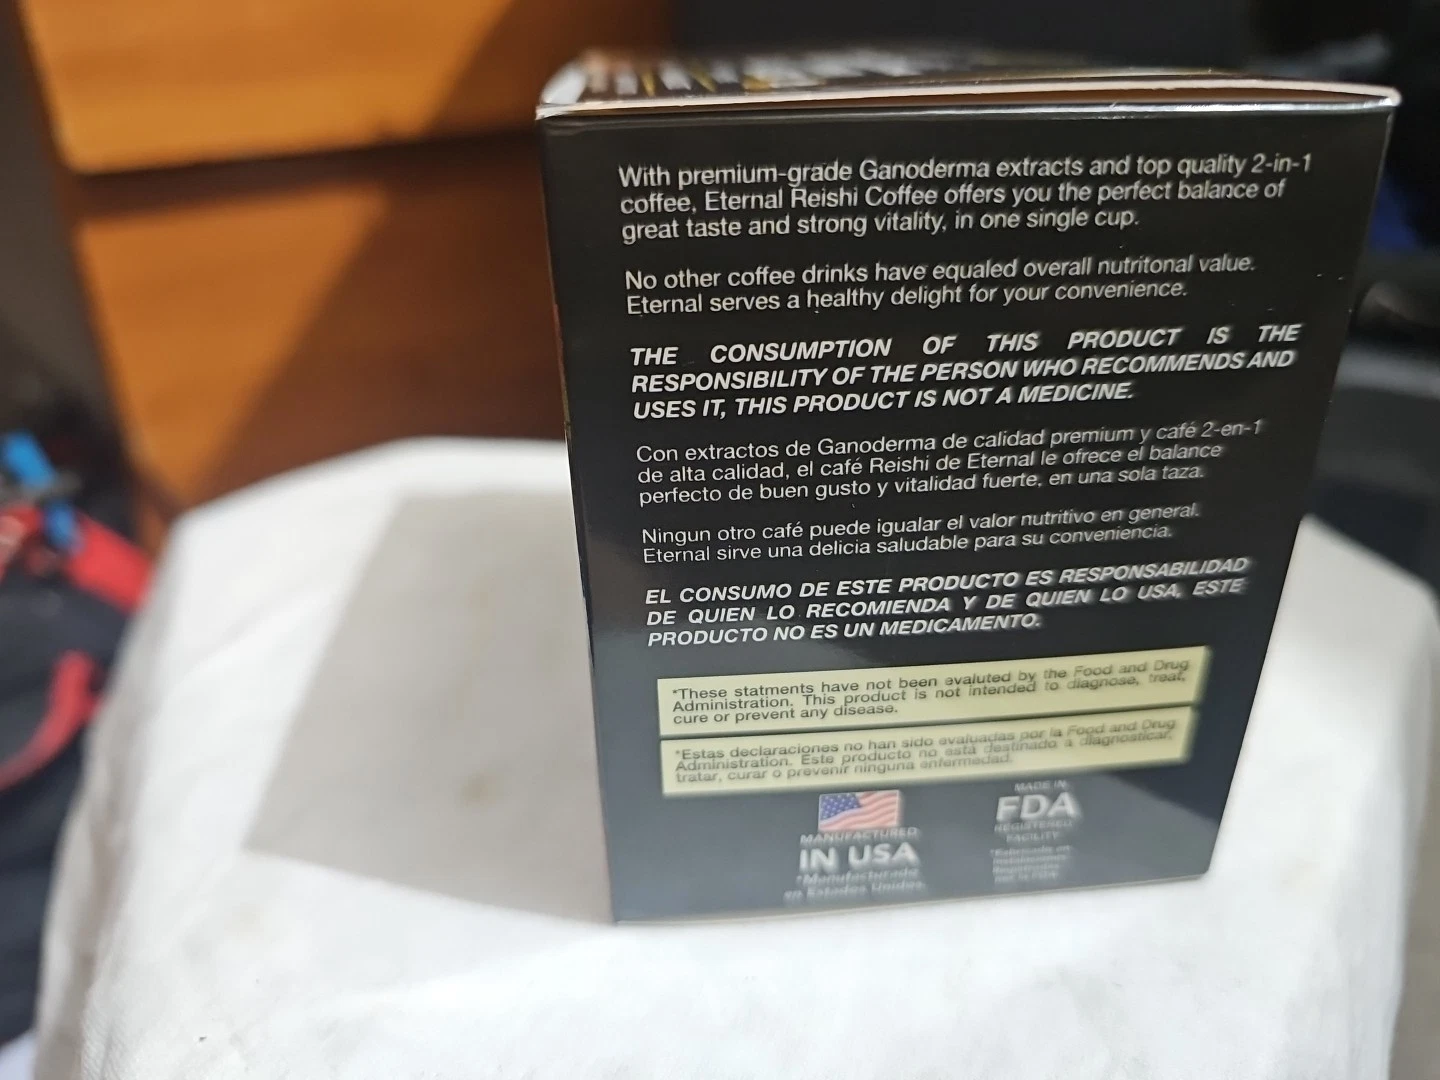 With premium-grade Ganoderma extracts and top quality 2-in-1
coffee, Eternal Reishi Coffee offers you the perfect balance of
great taste and strong vitality, in one single cup.
No other coffee drinks have equaled overall nutritonal value.
Eternal serves a healthy delight for your convenience.
THE CONSUMPTION OF THIS PRODUCT IS THE
RESPONSIBILITY OF THE PERSON WHO RECOMMENDS AND
USES IT, THIS PRODUCT IS NOT A MEDICINE.
Con extractos de Ganoderma de calidad premium y café 2-en-1
de alta calidad, el café Reishi de Eternal le ofrece el balance
perfecto de buen gusto y vitalidad fuerte, en una sola taza.
Ningun otro café puede igualar el valor nutritivo en general.
Eternal sirve una delicia saludable para su conveniencia.
EL CONSUMO DE ESTE PRODUCTO ES RESPONSABILIDAD
DE QUIEN LO RECOMIENDA Y DE QUIEN LO USA, ESTE
PRODUCTO NO ES UN MEDICAMENTO.
*These statments have not been evaluted by the Food and Drug
Administration. This product is not intended to diagnose, treat,
cure or prevent any disease.
*Estas declaraciones no han sido evaluadas por la Food and Drug
Administration. Este producto no está destinado a diagnosticar,
tratar, curar o prevenir ninguna enfermedad.
MANUFACTURED
IN USA
*Manufacturado
en Estados Unidos
MADE IN
FDA
REGISTERED
FACILITY